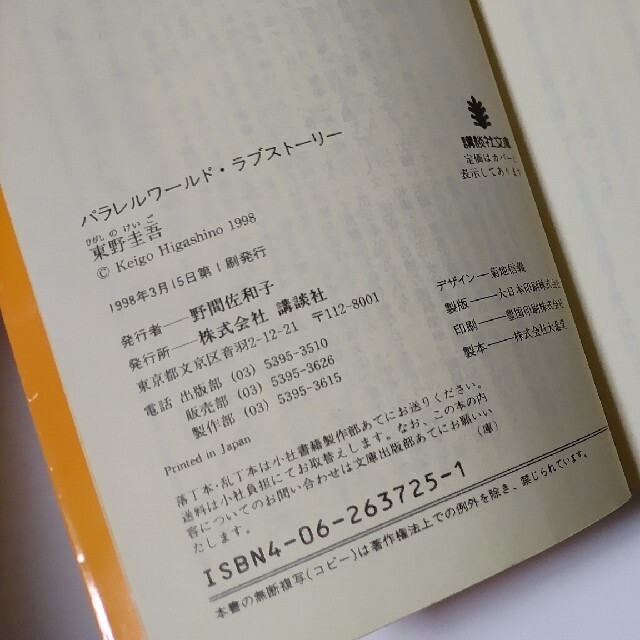 講談社文庫
定価はカバーに
表示してあります
パラレルワールド・ラブストーリー
ひがしのけいご
東野圭吾
© Keigo Higashino 1998
1998年3月15日第1刷発行
発行者――野間佐和子
発行所――株式会社 講談社
東京都文京区音羽2-12-21 〒112-8001
電話 出版部 (03) 5395-3510
販売部 (03) 5395-3626
製作部 (03) 5395-3615
Printed in Japan
デザイン―菊地信義
製版――大日本印刷株式会社
印刷――豊国印刷株式会社
製本――株式会社大進堂
落丁本・乱丁本は小社書籍製作部あてにお送りください。
送料は小社負担にてお取替えします。なお、この本の内
容についてのお問い合わせは文庫出版部あてにお願いい
たします。
(庫)
ISBN4-06-263725-1
本書の無断複写(コピー)は著作権法上での例外を除き、禁じられています。